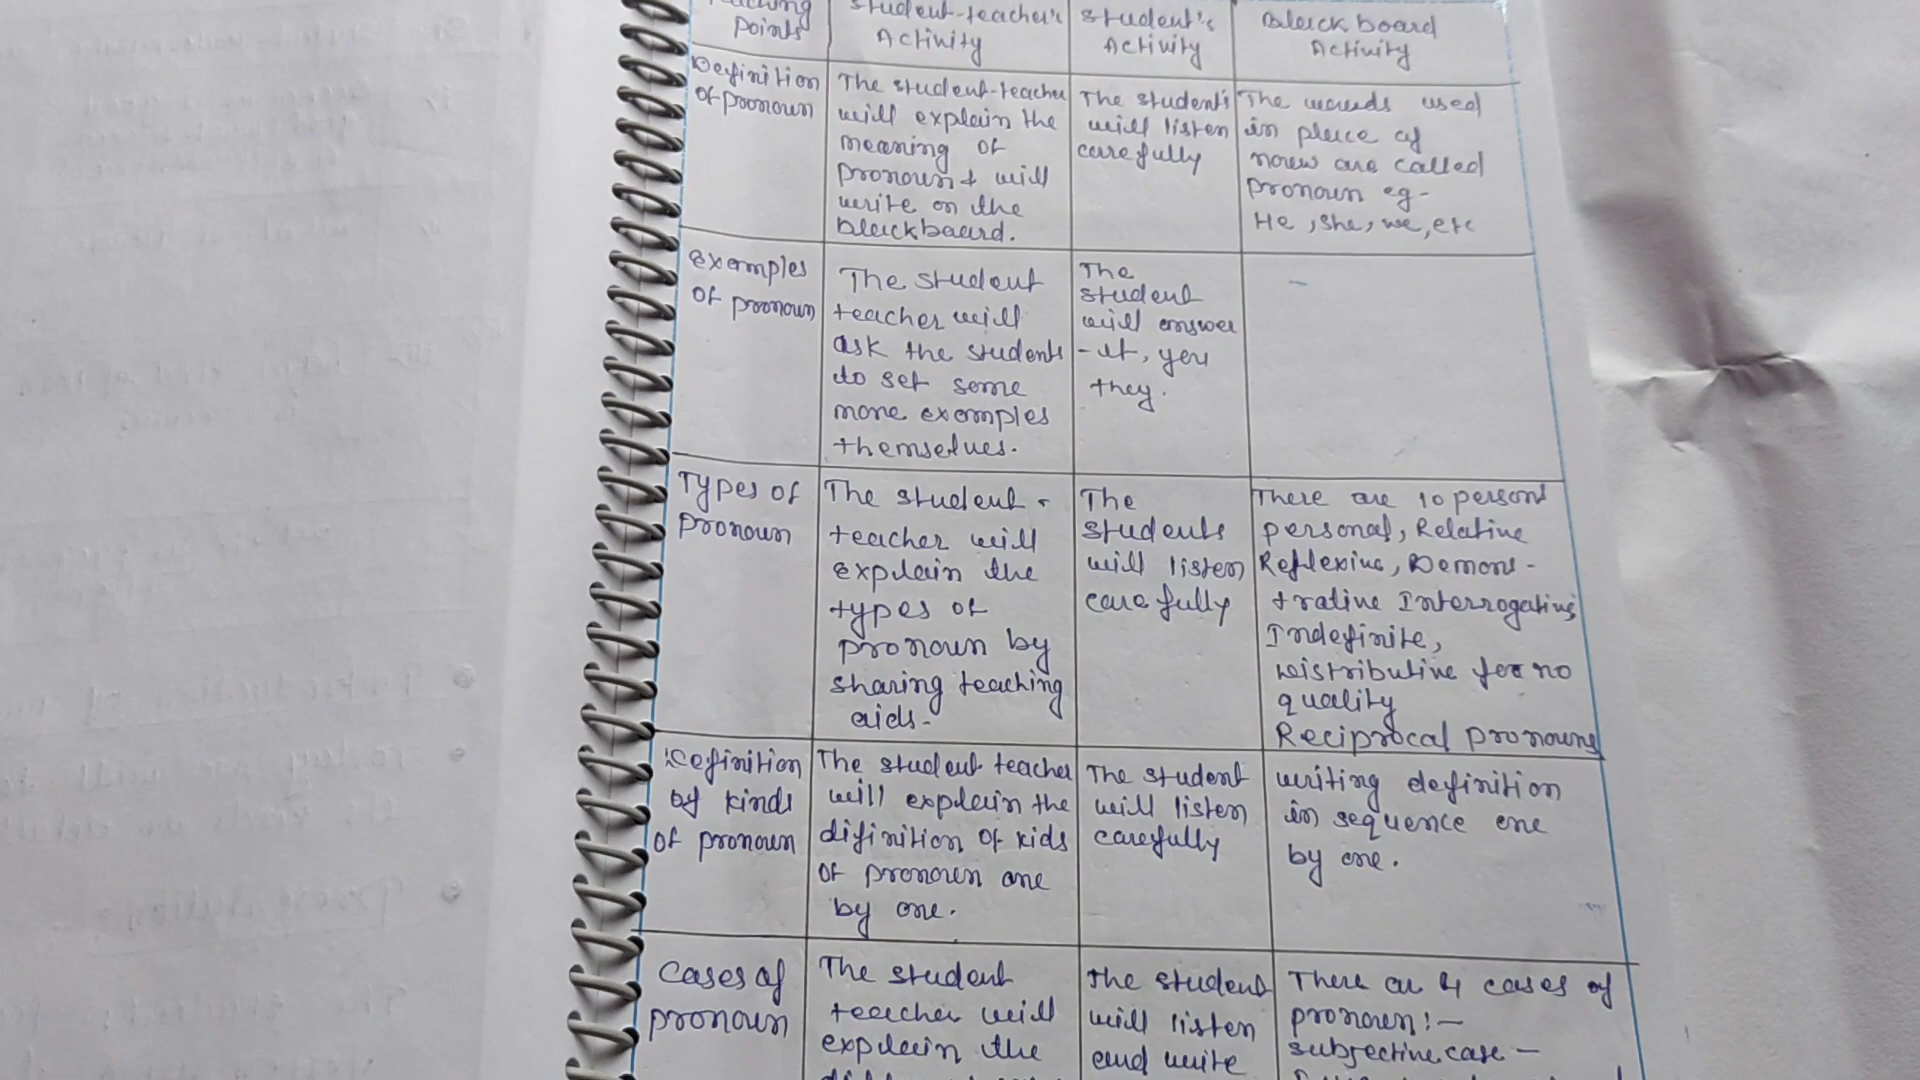 Points
Student-teacher's
Activity
Student's
Activity
Black board
Activity
Definition
of pronoun
The student-teacher
will explain the
meaning of
pronoun & will
write on the
blackboard.
The student's
will listen
carefully
The words used
in place of
noun are called
pronoun eg-
He, She, we, etc
Examples
of pronoun
The student
teacher will
ask the students
to set some
more examples
themselves.
The
student
will answer
- it, you
they.
-
Types of
pronoun
The student -
teacher will
explain the
types of
pronoun by
sharing teaching
aids-
The
students
will listen
carefully
There are 10 person
personal, Relative
Reflexive, Demons-
trative Interrogative,
Indefinite,
Distributive for no
quality
Reciprocal pronouns
Definition
of kinds
of pronoun
The student teacher
will explain the
difinition of kids
of pronoun one
by one.
The student
will listen
carefully
writing definition
in sequence one
by one.
Cases of
pronoun
The student
teacher will
explain the
The student
will listen
and write
There are 4 cases of
pronoun:-
subjective case -